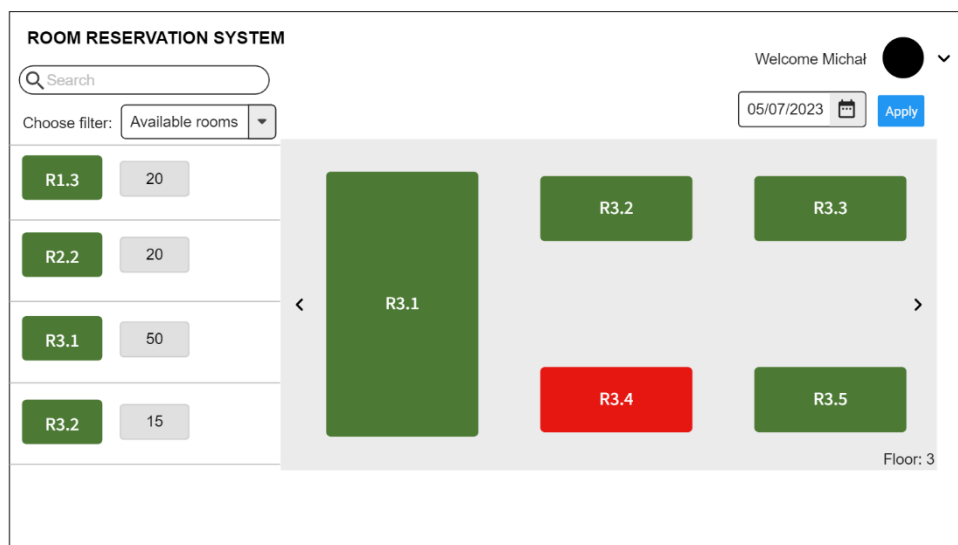 ROOM RESERVATION SYSTEM
Welcome Michał
Search
Choose filter: Available rooms
05/07/2023
Apply
R1.3 20
R2.2 20
R3.1 50
R3.2 15
R3.1
R3.2
R3.3
R3.4
R3.5
Floor: 3